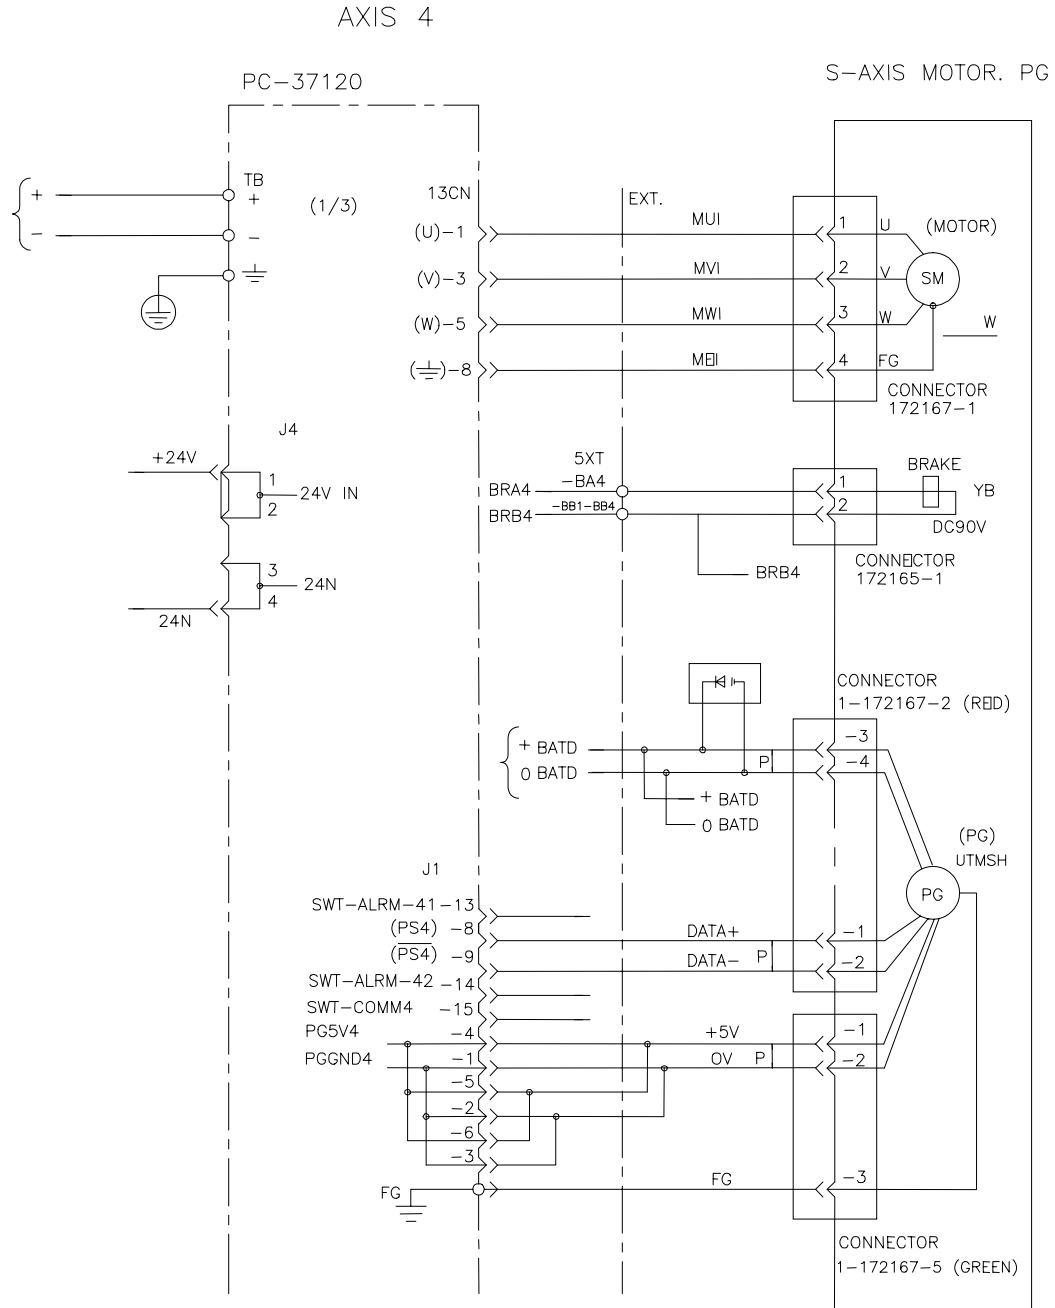 AXIS 4
PC-37120
S-AXIS MOTOR. PG
+
-
TB
+
-
(1/3)
13CN
EXT.
(U)-1
MUI
1
U
(MOTOR)
(V)-3
MVI
2
V
SM
(W)-5
MWI
3
W
W
( )-8
4
FG
CONNECTOR
172167-1
J4
+24V
1
24V IN
2
3
24N
4
24N
5XT
-BA4
BRA4
1
BRAKE
YB
-BB1-BB4
BRB4
2
DC90V
BRB4
172165-1
CONNECTOR
1-172167-2
+ BATD
-3
0 BATD
P
-4
+ BATD
0 BATD
(PG)
UTMSH
PG
J1
SWT-ALRM-41-13
(PS4) -8
DATA+
-1
(PS4) -9
DATA-
P
-2
SWT-ALRM-42 -14
SWT-COMM4 -15
PG5V4
-4
+5V
-1
PGGND4
-1
0V
P
-2
-5
-2
-6
-3
FG
FG
-3
CONNECTOR
1-172167-5 (GREEN)